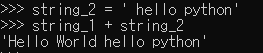 >>> string_2 = ' hello python'
>>> string_1 + string_2
'Hello World hello python'